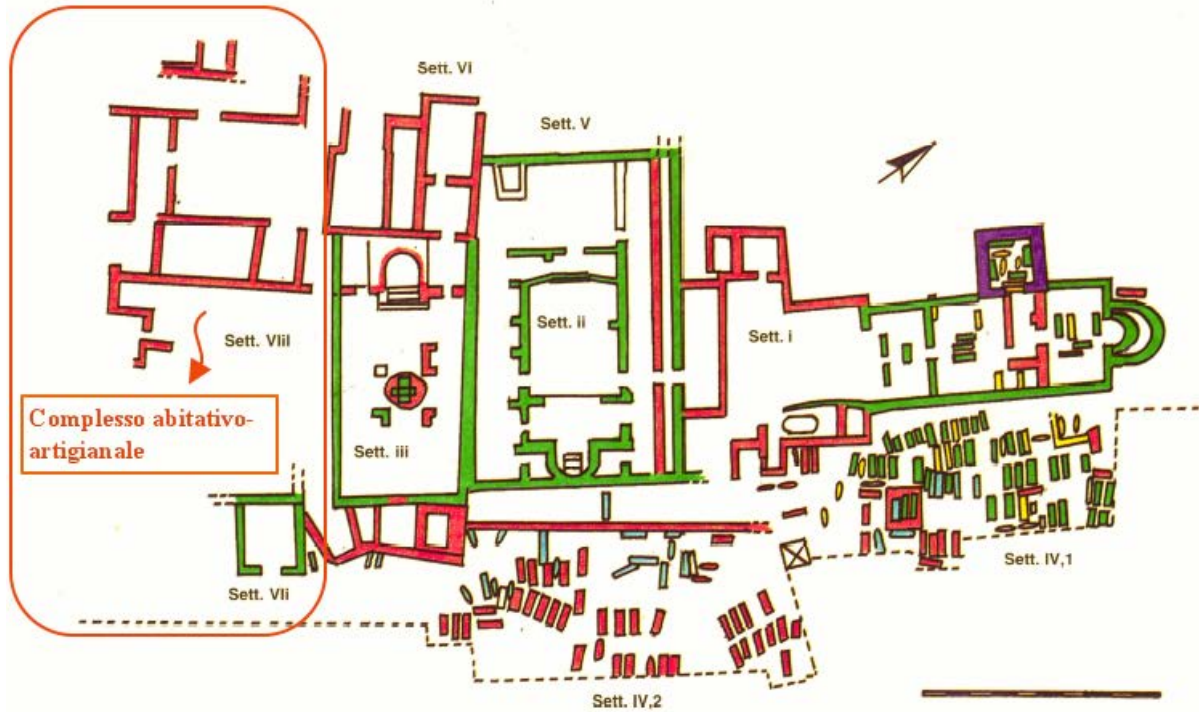 Sett. VI
Sett. V
Sett. VIII
Sett. ii
Sett. i
Complesso abitativo-
artigianale
Sett. iii
Sett. VIi
Sett. IV,1
Sett. IV,2